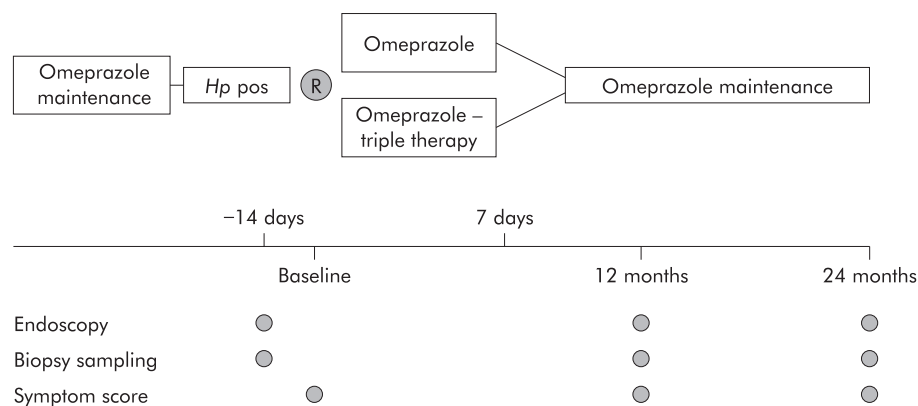 Omeprazole
maintenance
Hp pos
R
Omeprazole
Omeprazole –
triple therapy
Omeprazole maintenance
–14 days
7 days
Baseline
12 months
24 months
Endoscopy
Biopsy sampling
Symptom score